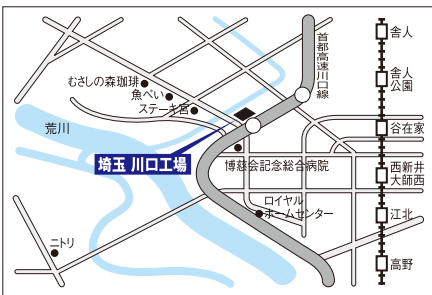 むさしの森珈琲
魚べい
ステーキ宮
荒川
埼玉 川口工場
ニトリ
首都高速川口線
博慈会記念総合病院
ロイヤル
ホームセンター
舎人
舎人
公園
谷在家
西新井
大師西
江北
高野